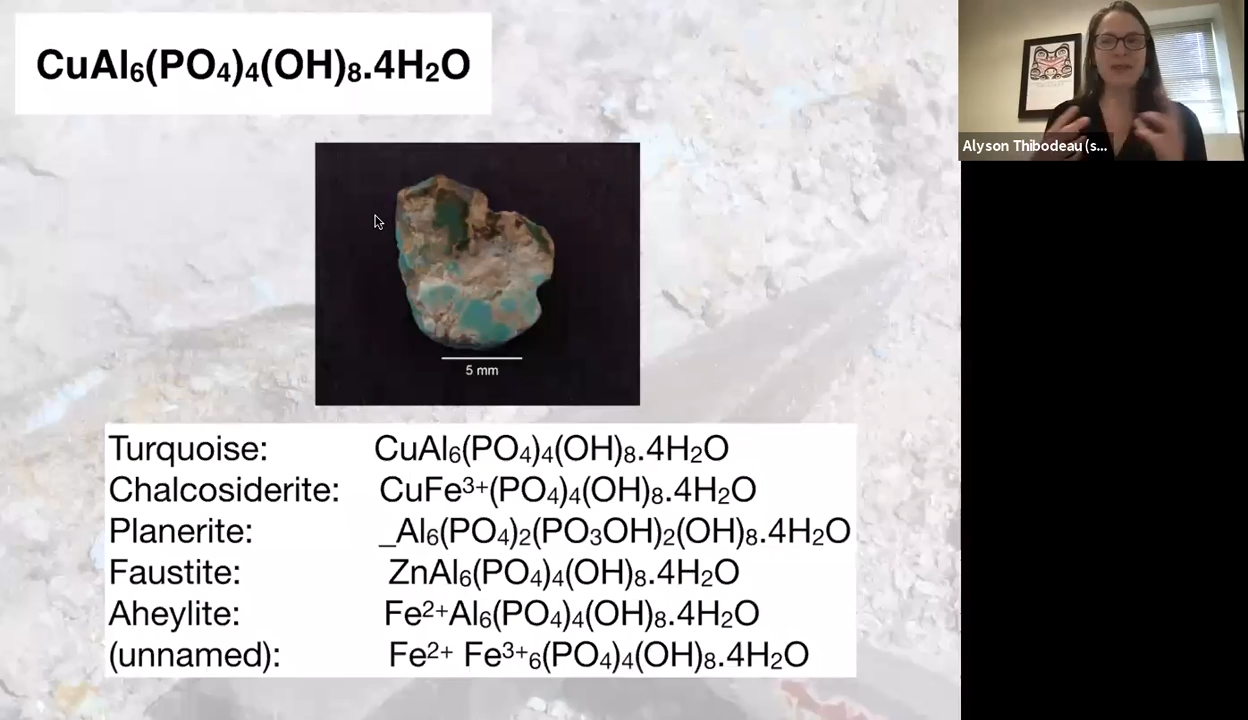 CuAl₆(PO₄)₄(OH)₈.4H₂O
Alyson Thibodeau (s...
5 mm
Turquoise: CuAl₆(PO₄)₄(OH)₈.4H₂O
Chalcosiderite: CuFe³⁺(PO₄)₄(OH)₈.4H₂O
Planerite: _Al₆(PO₄)₂(PO₃OH)₂(OH)₈.4H₂O
Faustite: ZnAl₆(PO₄)₄(OH)₈.4H₂O
Aheylite: Fe²⁺Al₆(PO₄)₄(OH)₈.4H₂O
(unnamed): Fe²⁺ Fe³⁺₆(PO₄)₄(OH)₈.4H₂O